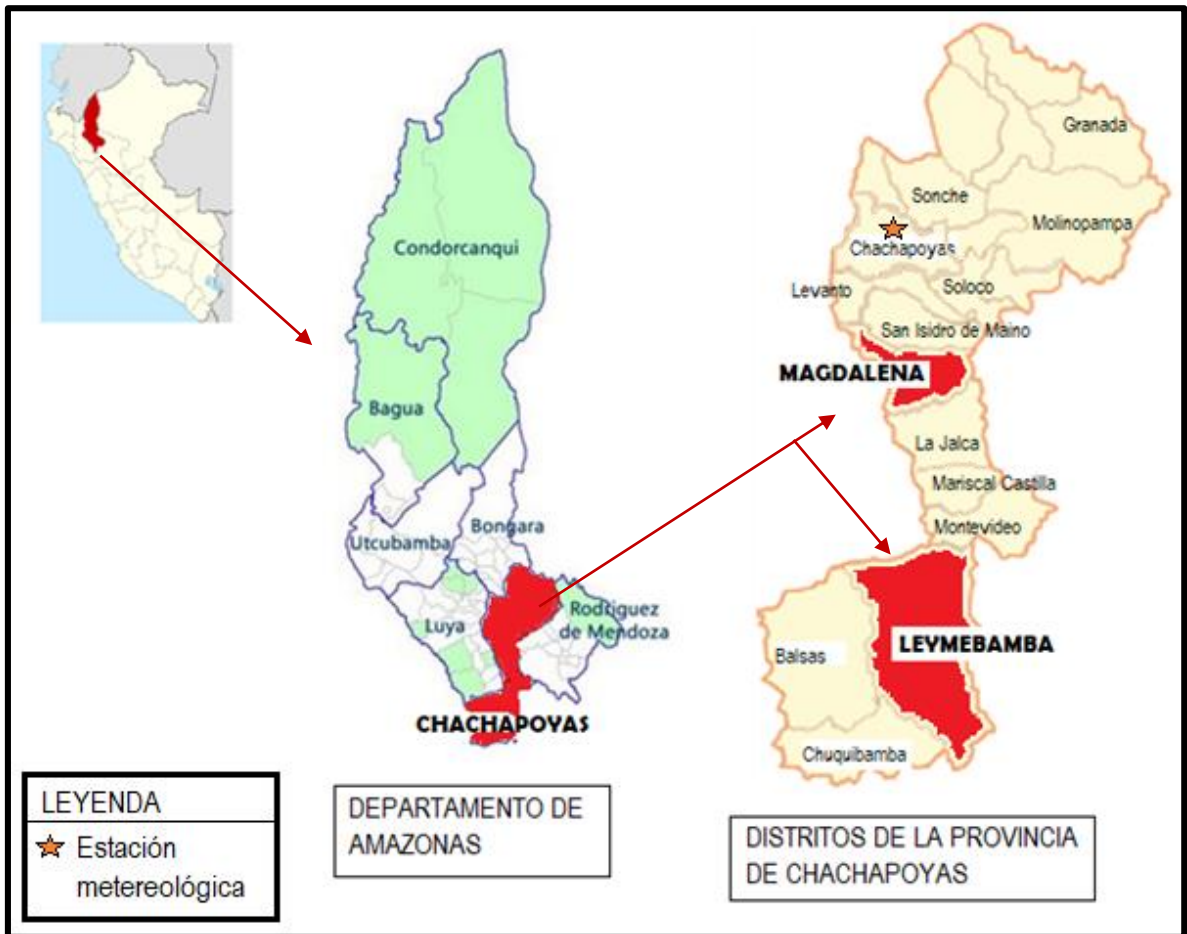 Condorcanqui
Bagua
Utcubamba
Bongara
Luya
Rodriguez
de Mendoza
CHACHAPOYAS
Granada
Sonche
Molinopampa
Chachapoyas
Levanto
Soloco
San Isidro de Maino
MAGDALENA
La Jalca
Mariscal Castilla
Montevideo
LEYMEBAMBA
Balsas
Chuquibamba
LEYENDA
Estación
metereológica
DEPARTAMENTO DE
AMAZONAS
DISTRITOS DE LA PROVINCIA
DE CHACHAPOYAS